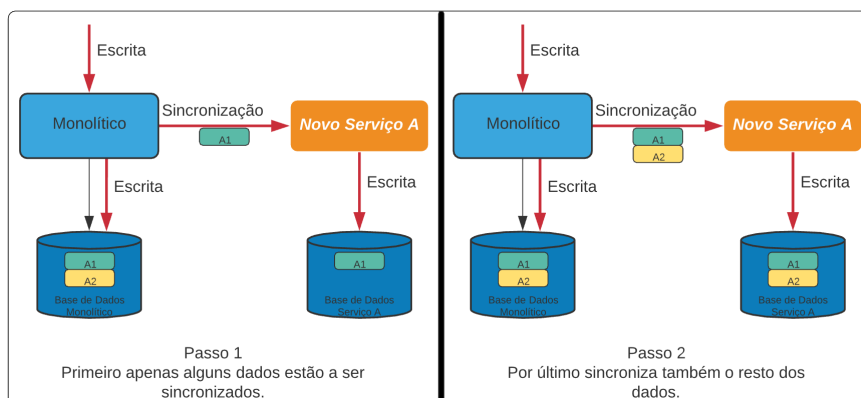 Escrita
Monolítico
Sincronização
A1
Novo Serviço A
Escrita
Escrita
A1
A2
Base de Dados
Monolítico
A1
Base de Dados
Serviço A
Passo 1
Primeiro apenas alguns dados estão a ser
sincronizados.
Escrita
Monolítico
Sincronização
A1
A2
Novo Serviço A
Escrita
Escrita
A1
A2
Base de Dados
Monolítico
A1
A2
Base de Dados
Serviço A
Passo 2
Por último sincroniza também o resto dos
dados.